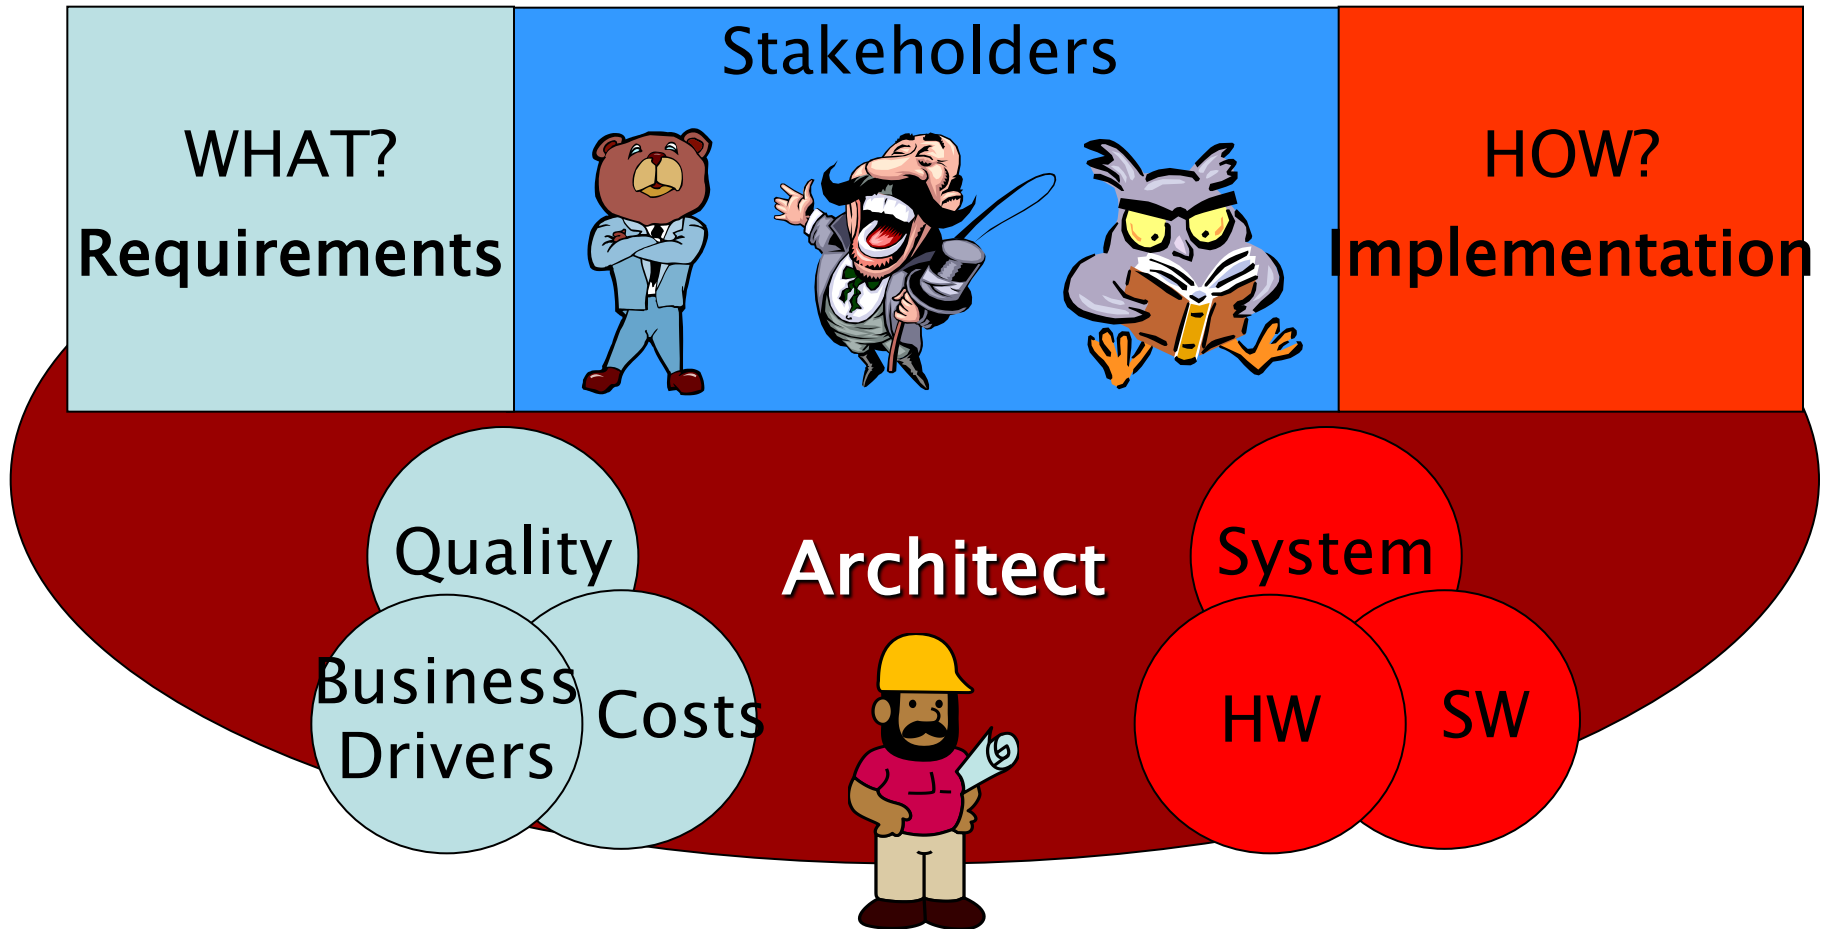 WHAT?
Requirements
Stakeholders
HOW?
Implementation
Quality
Business
Drivers
Costs
Architect
System
HW
SW